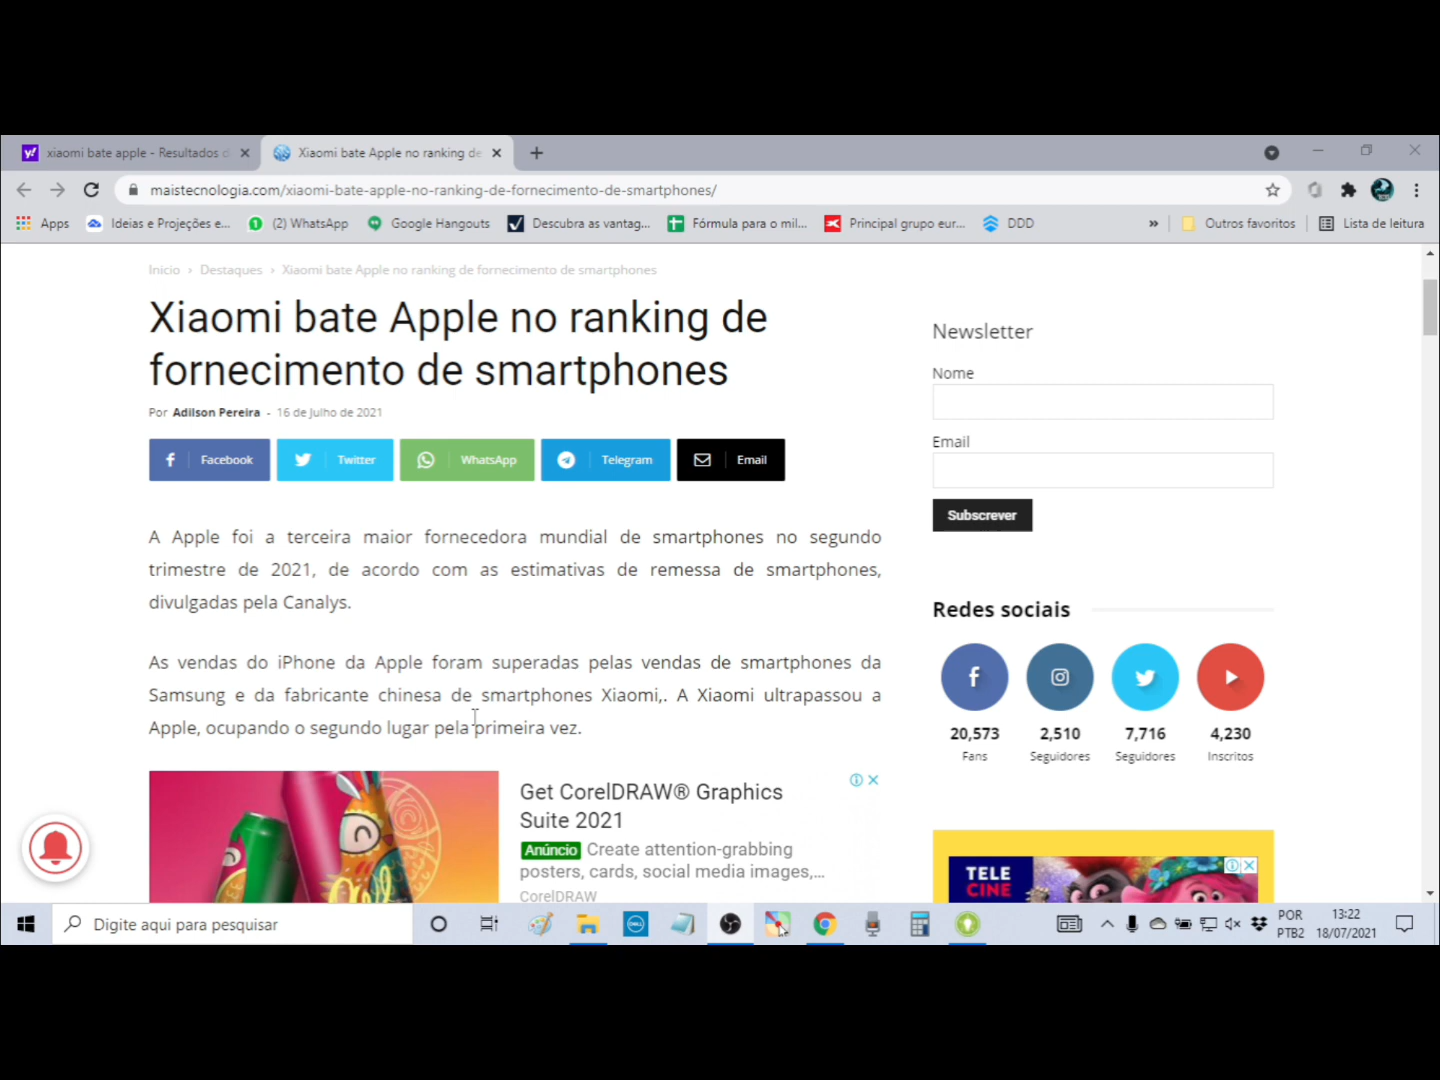 xiaomi bate apple - Resultados d
Xiaomi bate Apple no ranking de
maistecnologia.com/xiaomi-bate-apple-no-ranking-de-fornecimento-de-smartphones/
Apps
Ideias e Projeções e...
(2) WhatsApp
Google Hangouts
Descubra as vantag...
Fórmula para o mil...
Principal grupo eur...
DDD
»
Outros favoritos
Lista de leitura
Inicio › Destaques › Xiaomi bate Apple no ranking de fornecimento de smartphones
Xiaomi bate Apple no ranking de
fornecimento de smartphones
Por Adilson Pereira - 16 de Julho de 2021
Facebook
Twitter
WhatsApp
Telegram
Email
A Apple foi a terceira maior fornecedora mundial de smartphones no segundo
trimestre de 2021, de acordo com as estimativas de remessa de smartphones,
divulgadas pela Canalys.
As vendas do iPhone da Apple foram superadas pelas vendas de smartphones da
Samsung e da fabricante chinesa de smartphones Xiaomi,. A Xiaomi ultrapassou a
Apple, ocupando o segundo lugar pela primeira vez.
Get CorelDRAW® Graphics
Suite 2021
Anúncio Create attention-grabbing
posters, cards, social media images,...
CorelDRAW
Newsletter
Nome
Email
Subscrever
Redes sociais
20,573
Fans
2,510
Seguidores
7,716
Seguidores
4,230
Inscritos
TELE
CINE
Digite aqui para pesquisar
DELL
POR
PTB2
13:22
18/07/2021